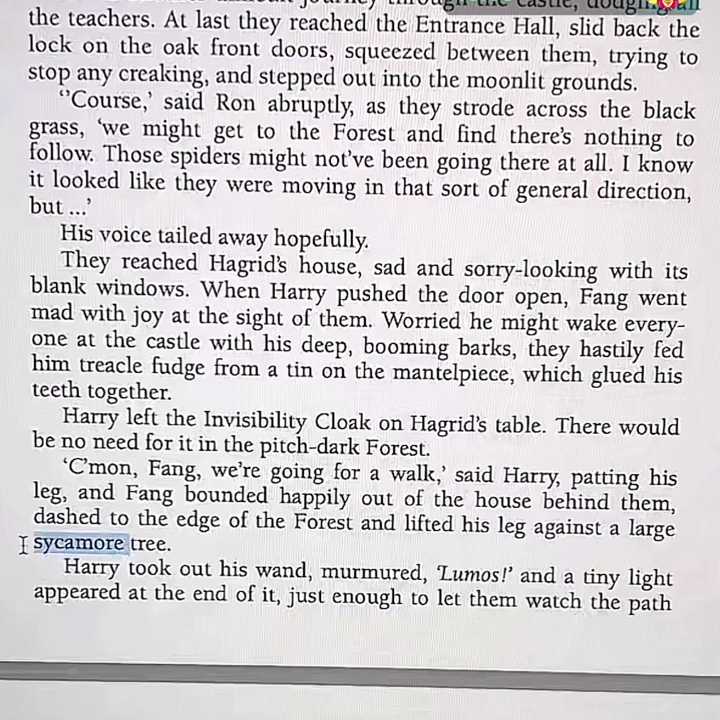 the teachers. At last they reached the Entrance Hall, slid back the
lock on the oak front doors, squeezed between them, trying to
stop any creaking, and stepped out into the moonlit grounds.
‘'Course,’ said Ron abruptly, as they strode across the black
grass, ‘we might get to the Forest and find there’s nothing to
follow. Those spiders might not’ve been going there at all. I know
it looked like they were moving in that sort of general direction,
but ...’
His voice tailed away hopefully.
They reached Hagrid’s house, sad and sorry-looking with its
blank windows. When Harry pushed the door open, Fang went
mad with joy at the sight of them. Worried he might wake every-
one at the castle with his deep, booming barks, they hastily fed
him treacle fudge from a tin on the mantelpiece, which glued his
teeth together.
Harry left the Invisibility Cloak on Hagrid’s table. There would
be no need for it in the pitch-dark Forest.
‘C’mon, Fang, we’re going for a walk,’ said Harry, patting his
leg, and Fang bounded happily out of the house behind them,
dashed to the edge of the Forest and lifted his leg against a large
sycamore tree.
Harry took out his wand, murmured, ‘Lumos!’ and a tiny light
appeared at the end of it, just enough to let them watch the path